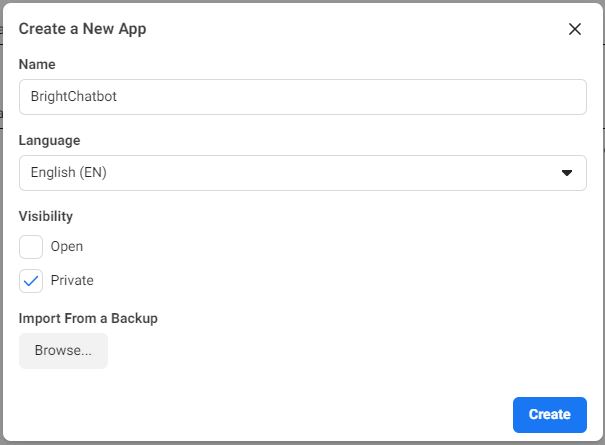 Create a New App
Name
BrightChatbot
Language
English (EN)
Visibility
Open
Private
Import From a Backup
Browse...
Create